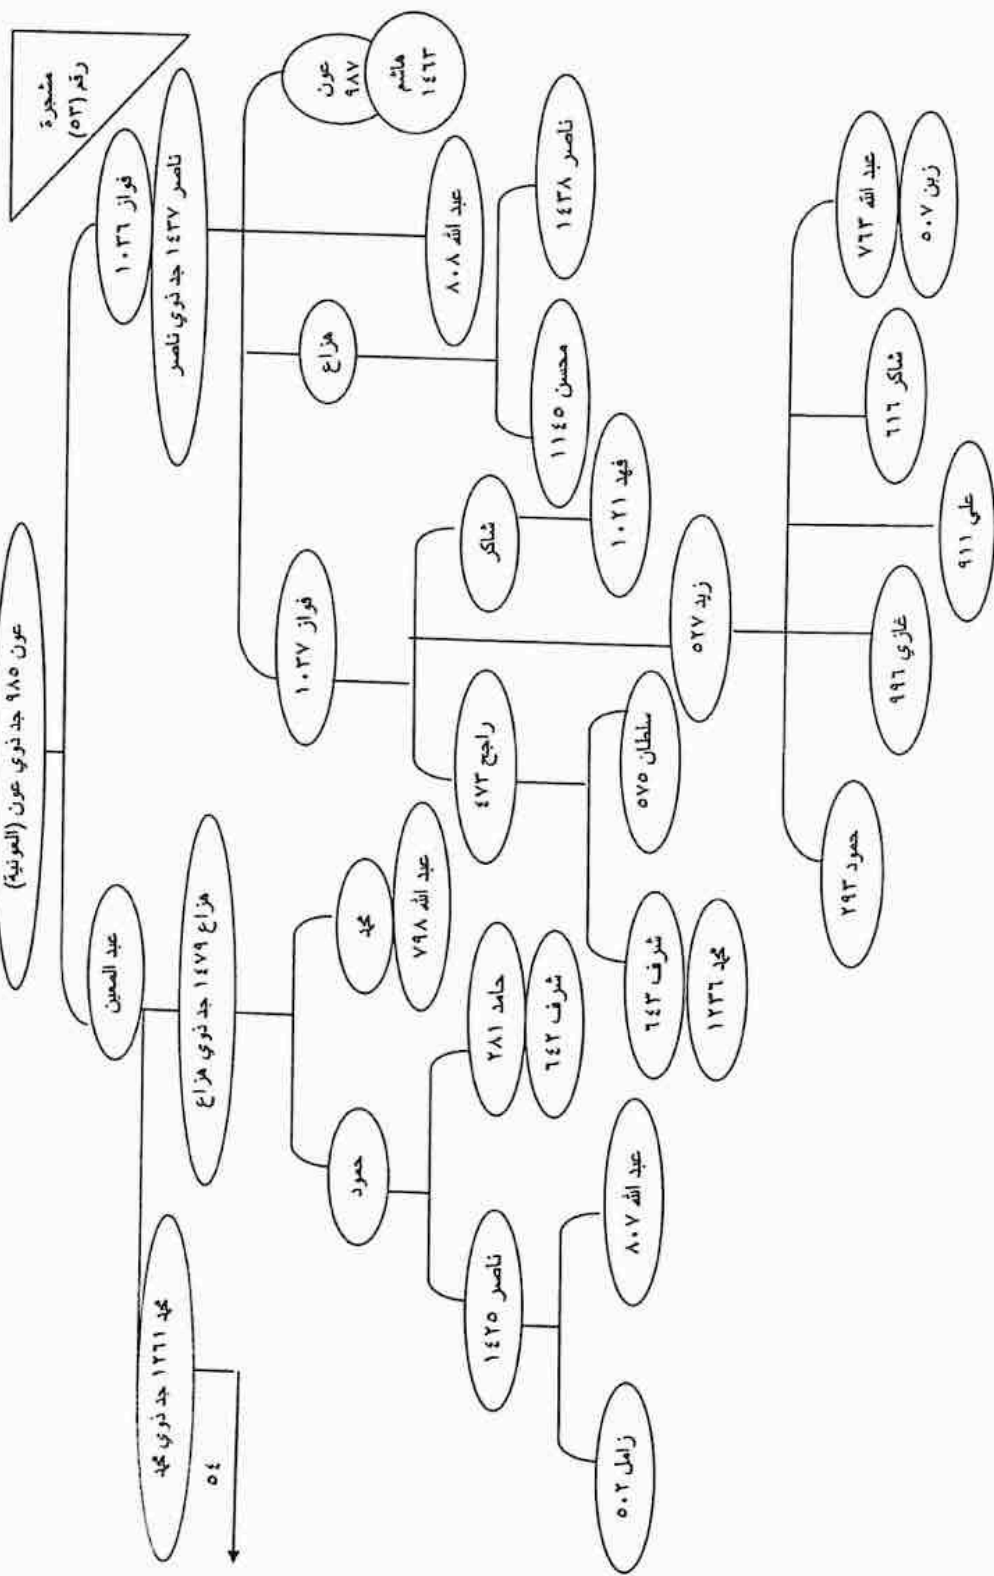 مشجرة
رقم (٥٣)
عون ٩٨٥ جد ذوي عون (العونية)
فواز ١٠٣٦
ناصر ١٤٣٧ جد ذوي ناصر
عبد المعين
هزاع ١٤٧٩ جد ذوي هزاع
محمد ١٢٦١ جد ذوي محمد
٥٤
عون
٩٨٧
هاشم
١٤٦٣
عبد الله ٨٠٨
هزاع
فواز ١٠٣٧
ناصر ١٤٣٨
محسن ١١٤٥
شاكر
فهد ١٠٢١
زيد ٥٢٧
راجح ٤٧٣
سلطان ٥٧٥
شرف ٦٤٣
محمد ١٢٣٦
عبد الله ٧٦٣
زبن ٥٠٧
شاكر ٦١٦
علي ٩١١
غازي ٩٩٦
حمود ٢٩٣
محمد
عبد الله ٧٩٨
حمود
حامد ٢٨١
شرف ٦٤٢
ناصر ١٤٢٥
عبد الله ٨٠٧
زامل ٥٠٢